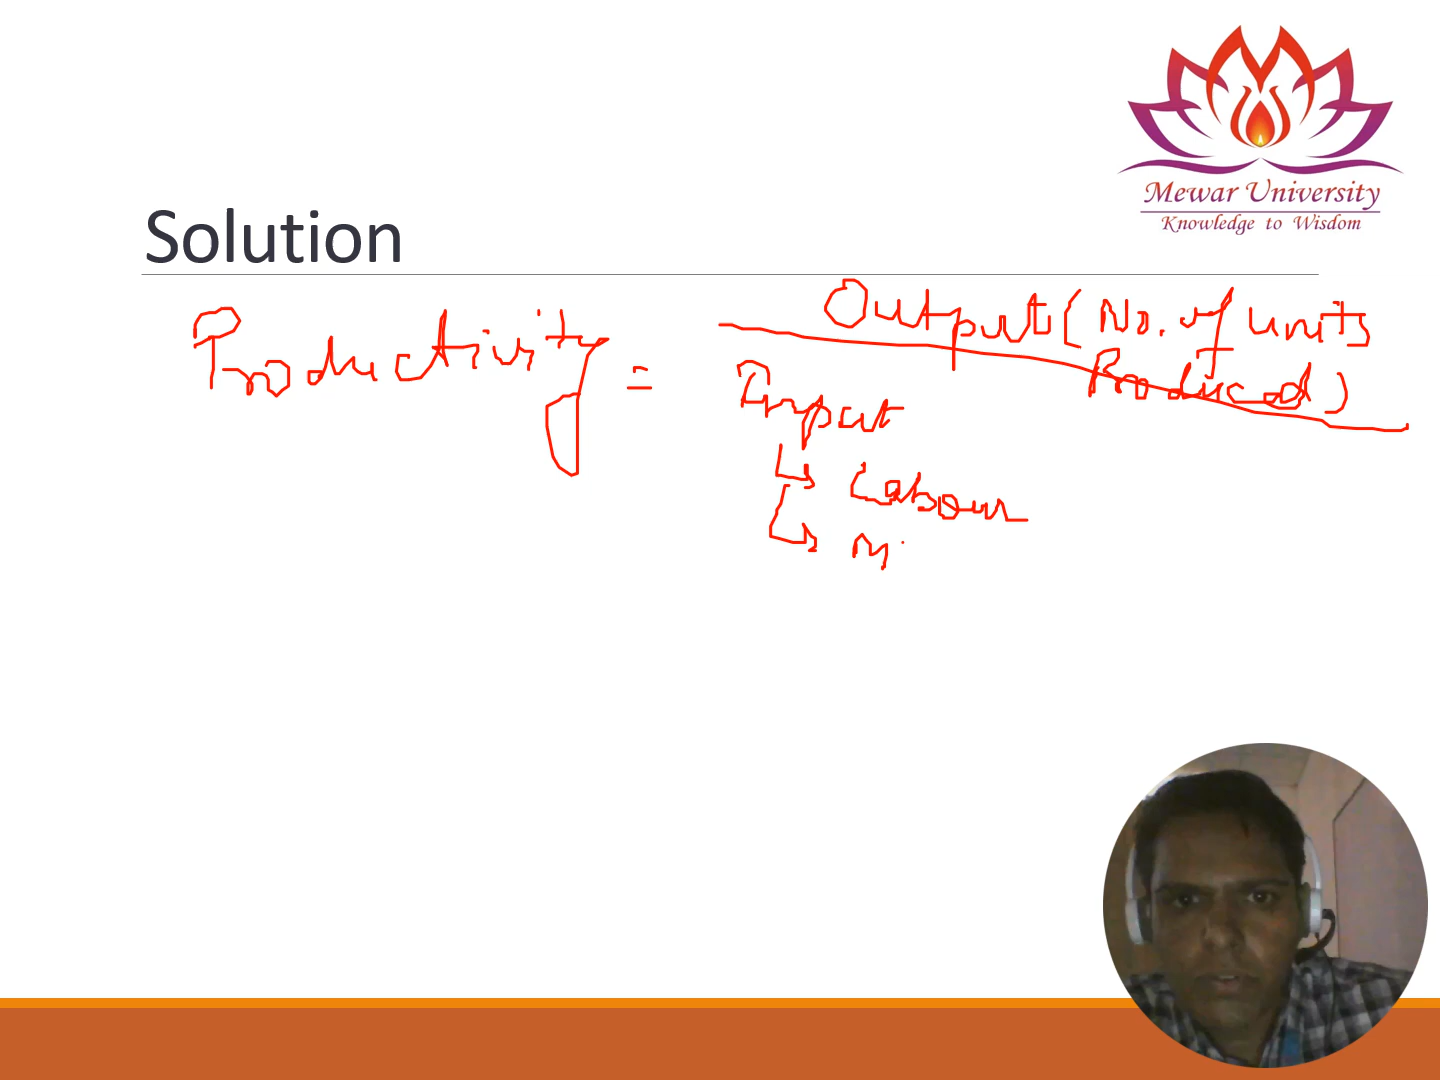 Mewar University
Knowledge to Wisdom
Solution
Productivity = Output (No. of units
Produced)
Input
↳ Labour
↳ M